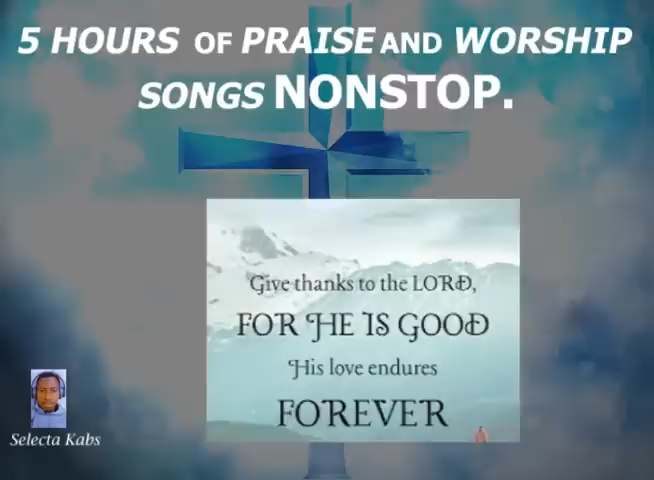 5 HOURS OF PRAISE AND WORSHIP
SONGS NONSTOP.
Give thanks to the LORD,
FOR HE IS GOOD
His love endures
FOREVER
Selecta Kabs